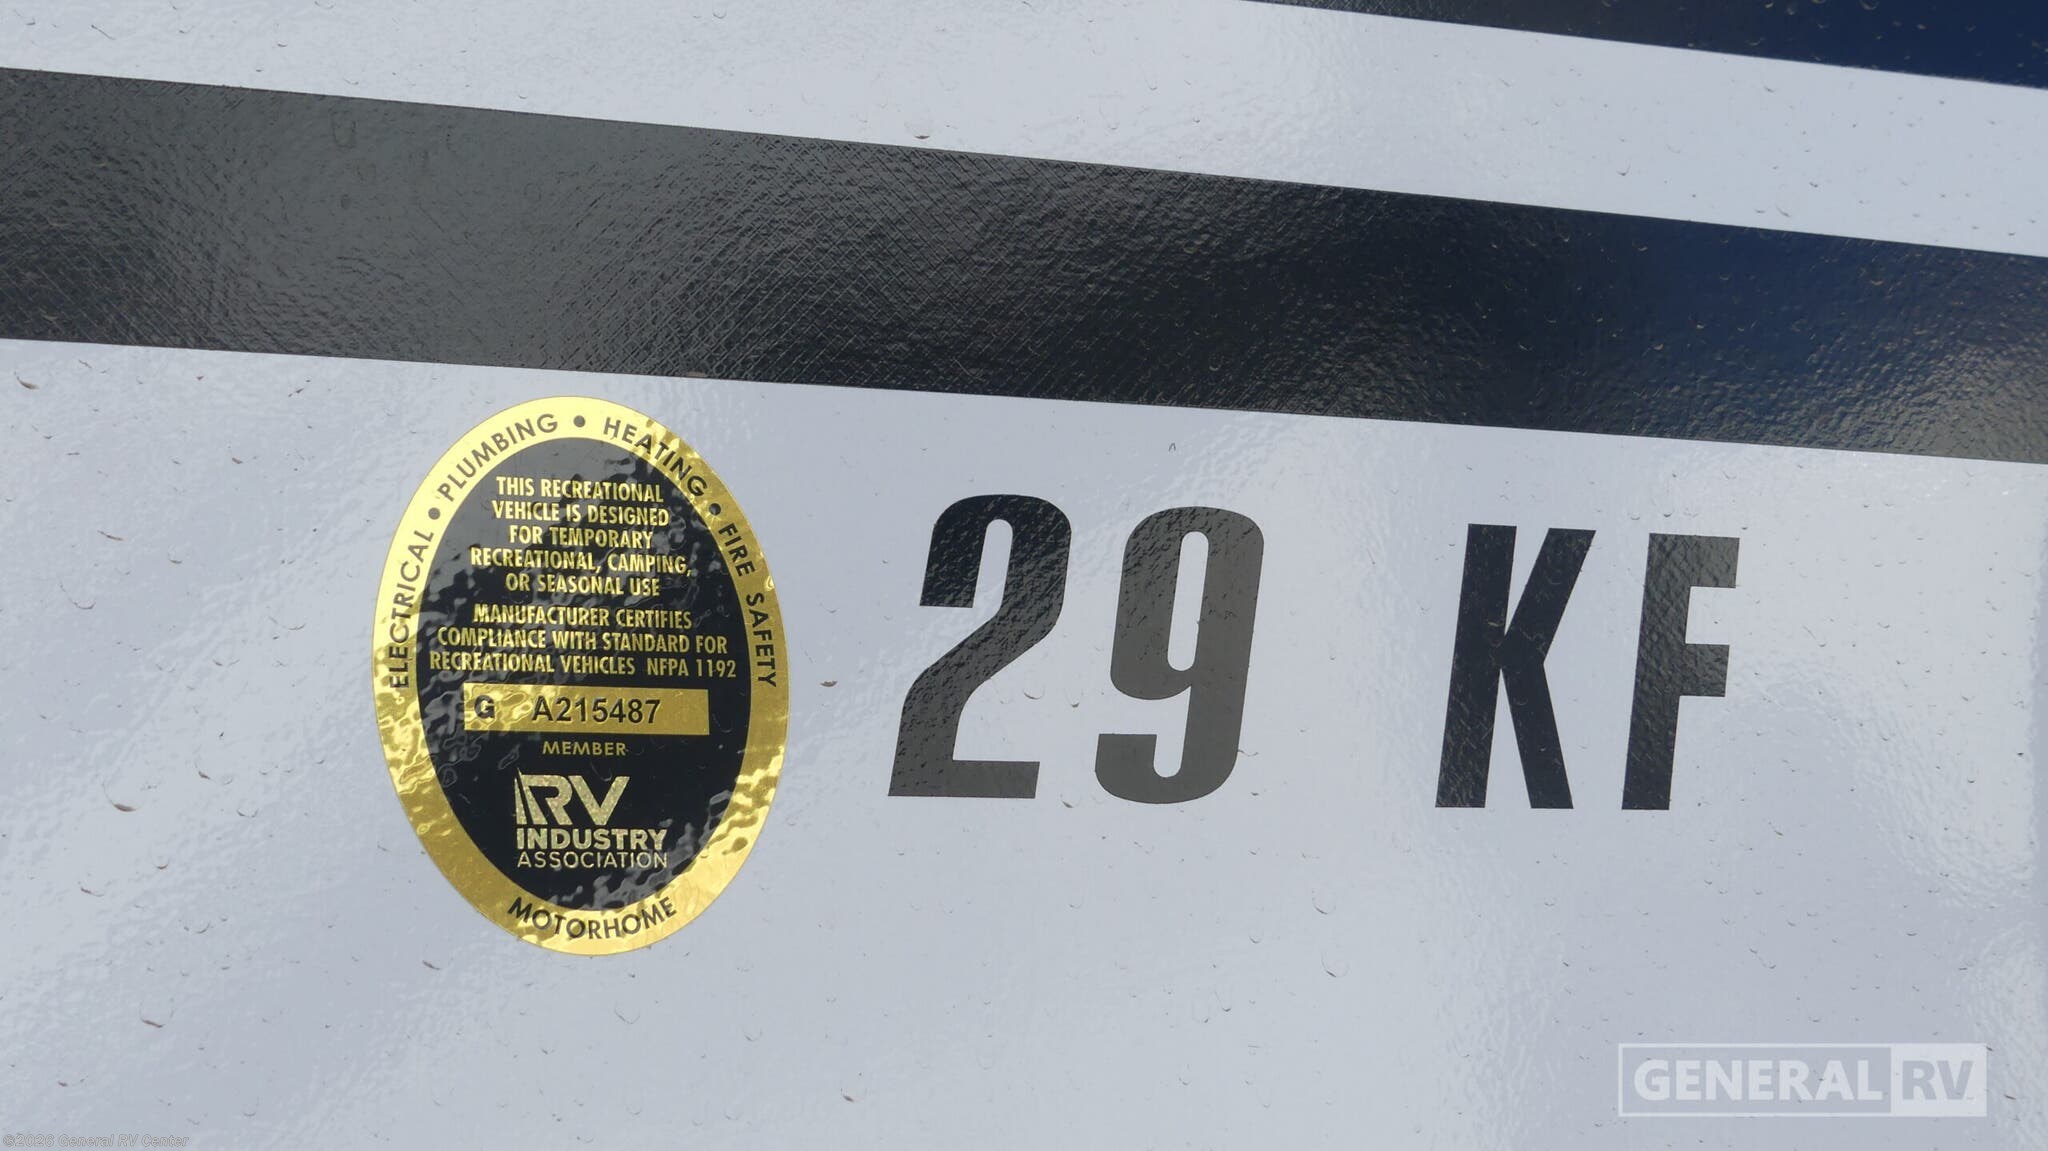 ELECTRICAL • PLUMBING • HEATING • FIRE SAFETY
THIS RECREATIONAL
VEHICLE IS DESIGNED
FOR TEMPORARY
RECREATIONAL, CAMPING,
OR SEASONAL USE
MANUFACTURER CERTIFIES
COMPLIANCE WITH STANDARD FOR
RECREATIONAL VEHICLES NFPA 1192
G A215487
MEMBER
RV
INDUSTRY
ASSOCIATION
MOTORHOME
29 KF
GENERAL RV
©2026 General RV Center